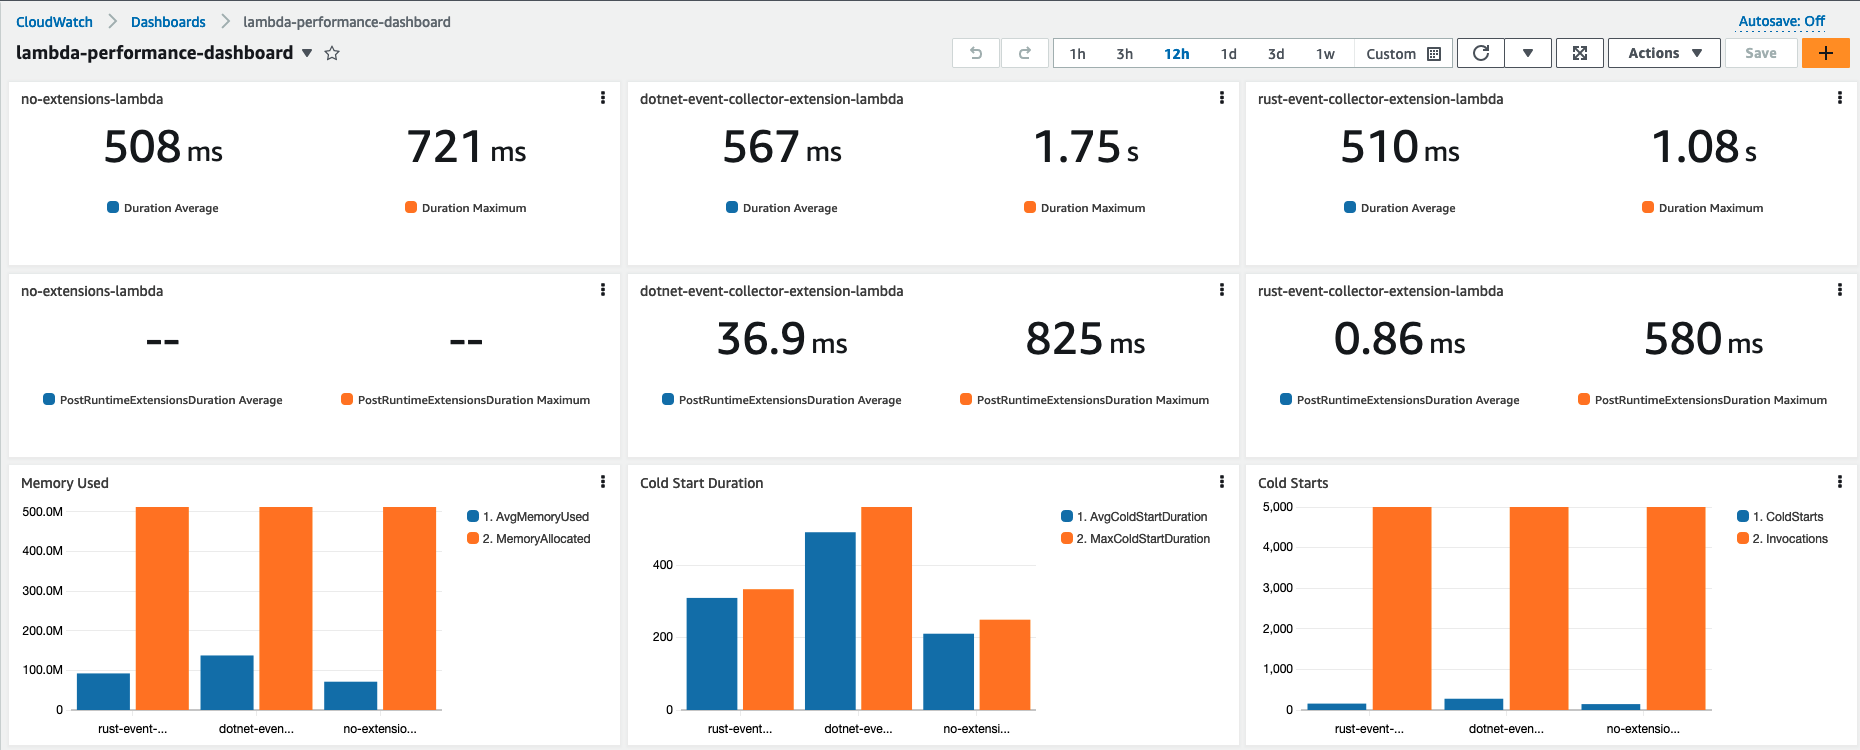 CloudWatch > Dashboards > lambda-performance-dashboard
Autosave: Off
lambda-performance-dashboard
1h 3h 12h 1d 3d 1w Custom
Actions
Save
no-extensions-lambda
508 ms
721 ms
Duration Average
Duration Maximum
dotnet-event-collector-extension-lambda
567 ms
1.75 s
Duration Average
Duration Maximum
rust-event-collector-extension-lambda
510 ms
1.08 s
Duration Average
Duration Maximum
no-extensions-lambda
--
--
PostRuntimeExtensionsDuration Average
PostRuntimeExtensionsDuration Maximum
dotnet-event-collector-extension-lambda
36.9 ms
825 ms
PostRuntimeExtensionsDuration Average
PostRuntimeExtensionsDuration Maximum
rust-event-collector-extension-lambda
0.86 ms
580 ms
PostRuntimeExtensionsDuration Average
PostRuntimeExtensionsDuration Maximum
Memory Used
500.0M
400.0M
300.0M
200.0M
100.0M
0
rust-event-...
dotnet-even...
no-extensio...
1. AvgMemoryUsed
2. MemoryAllocated
Cold Start Duration
400
200
0
rust-event...
dotnet-eve...
no-extensi...
1. AvgColdStartDuration
2. MaxColdStartDuration
Cold Starts
5,000
4,000
3,000
2,000
1,000
0
rust-event-...
dotnet-even...
no-extensio...
1. ColdStarts
2. Invocations